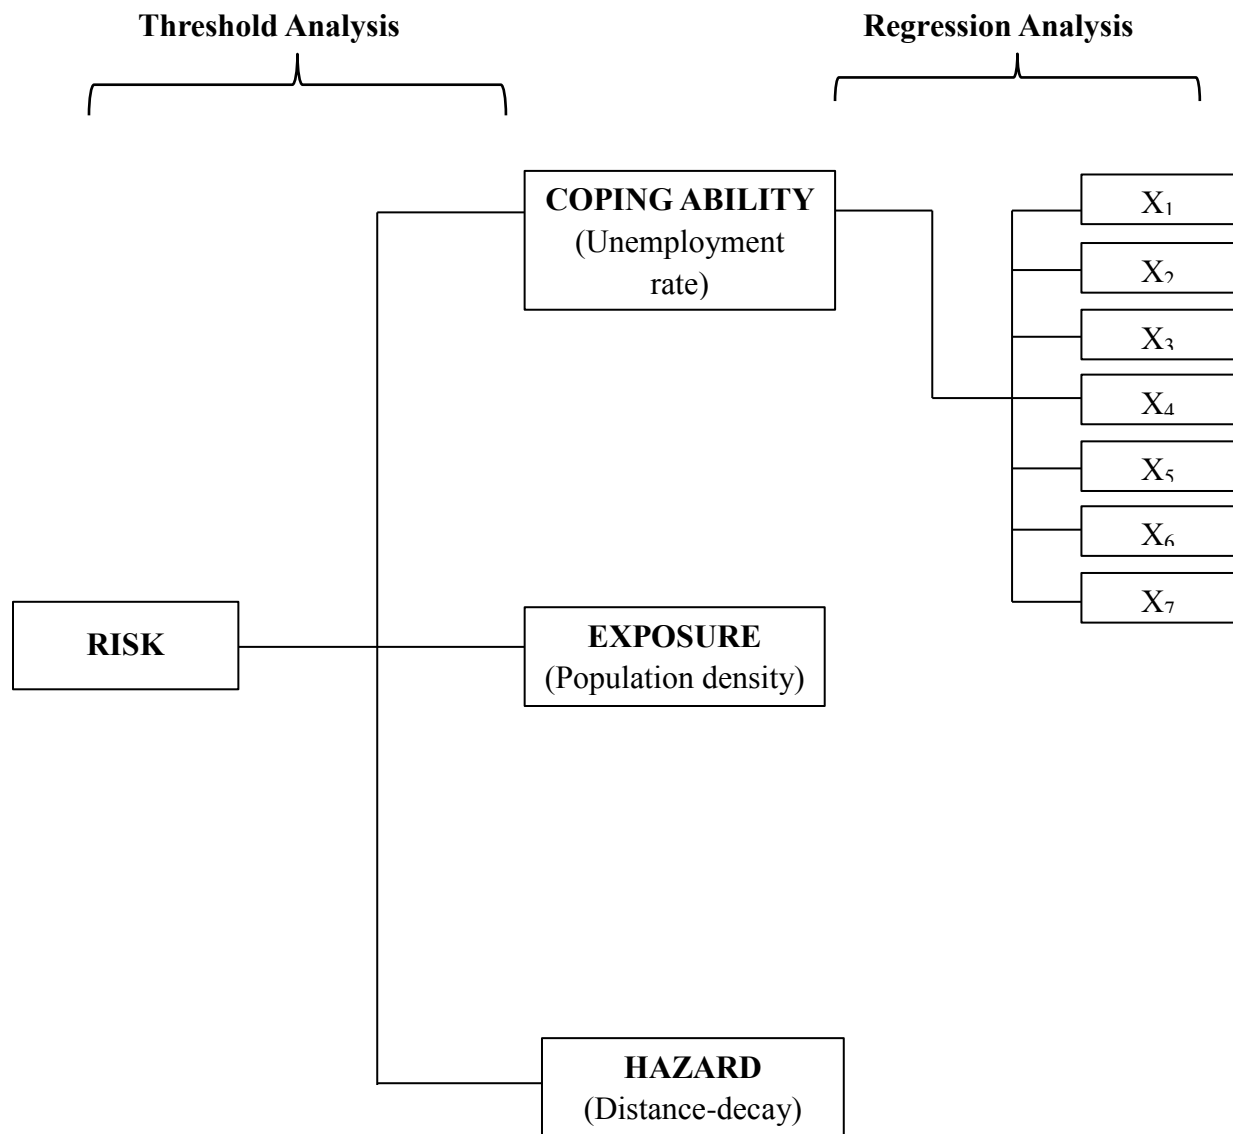 Threshold Analysis
Regression Analysis
COPING ABILITY
(Unemployment
rate)
X₁
X₂
X₃
X₄
X₅
X₆
X₇
RISK
EXPOSURE
(Population density)
HAZARD
(Distance-decay)